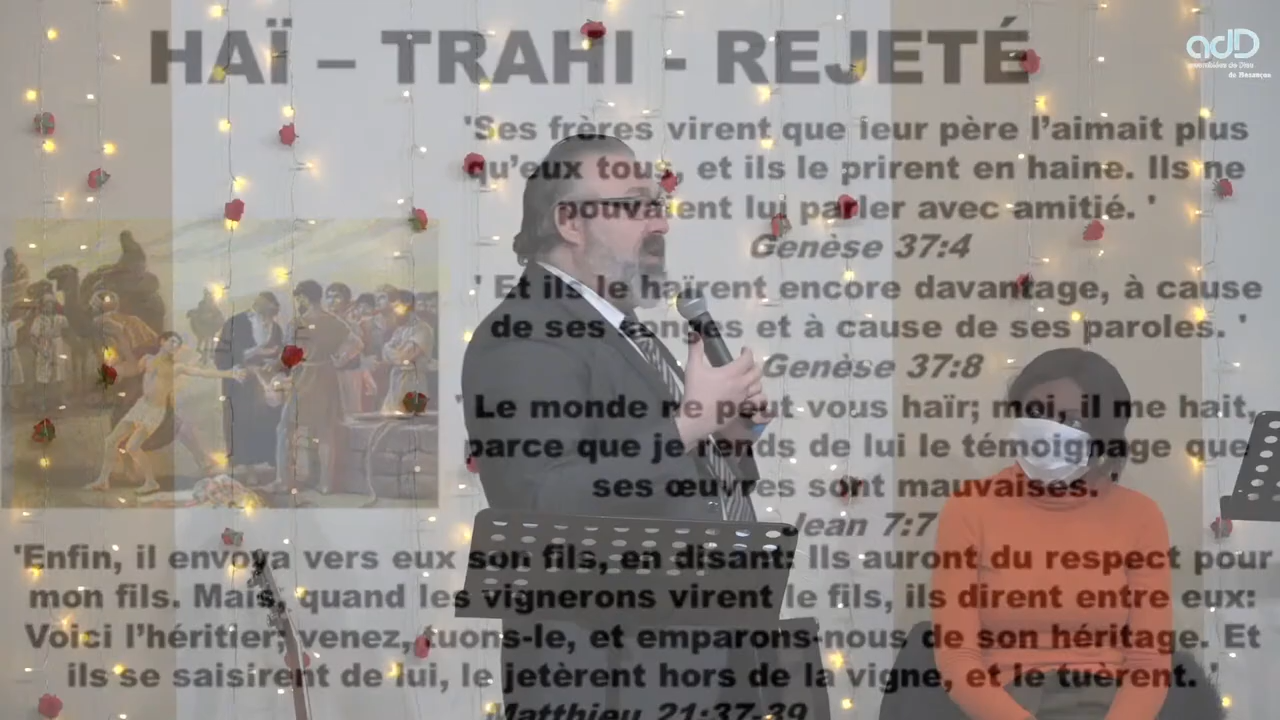 HAÏ – TRAHI - REJETÉ
adD
assemblées de Dieu
de Besançon
'Ses frères virent que leur père l'aimait plus
qu'eux tous, et ils le prirent en haine. Ils ne
pouvaient lui parler avec amitié. '
Genèse 37:4
' Et ils le haïrent encore davantage, à cause
de ses songes et à cause de ses paroles. '
Genèse 37:8
' Le monde ne peut vous haïr; moi, il me hait,
parce que je rends de lui le témoignage que
ses œuvres sont mauvaises.
Jean 7:7
'Enfin, il envoya vers eux son fils, en disant: Ils auront du respect pour
mon fils. Mais, quand les vignerons virent le fils, ils dirent entre eux:
Voici l'héritier; venez, tuons-le, et emparons-nous de son héritage. Et
ils se saisirent de lui, le jetèrent hors de la vigne, et le tuèrent.'
Matthieu 21:37-39